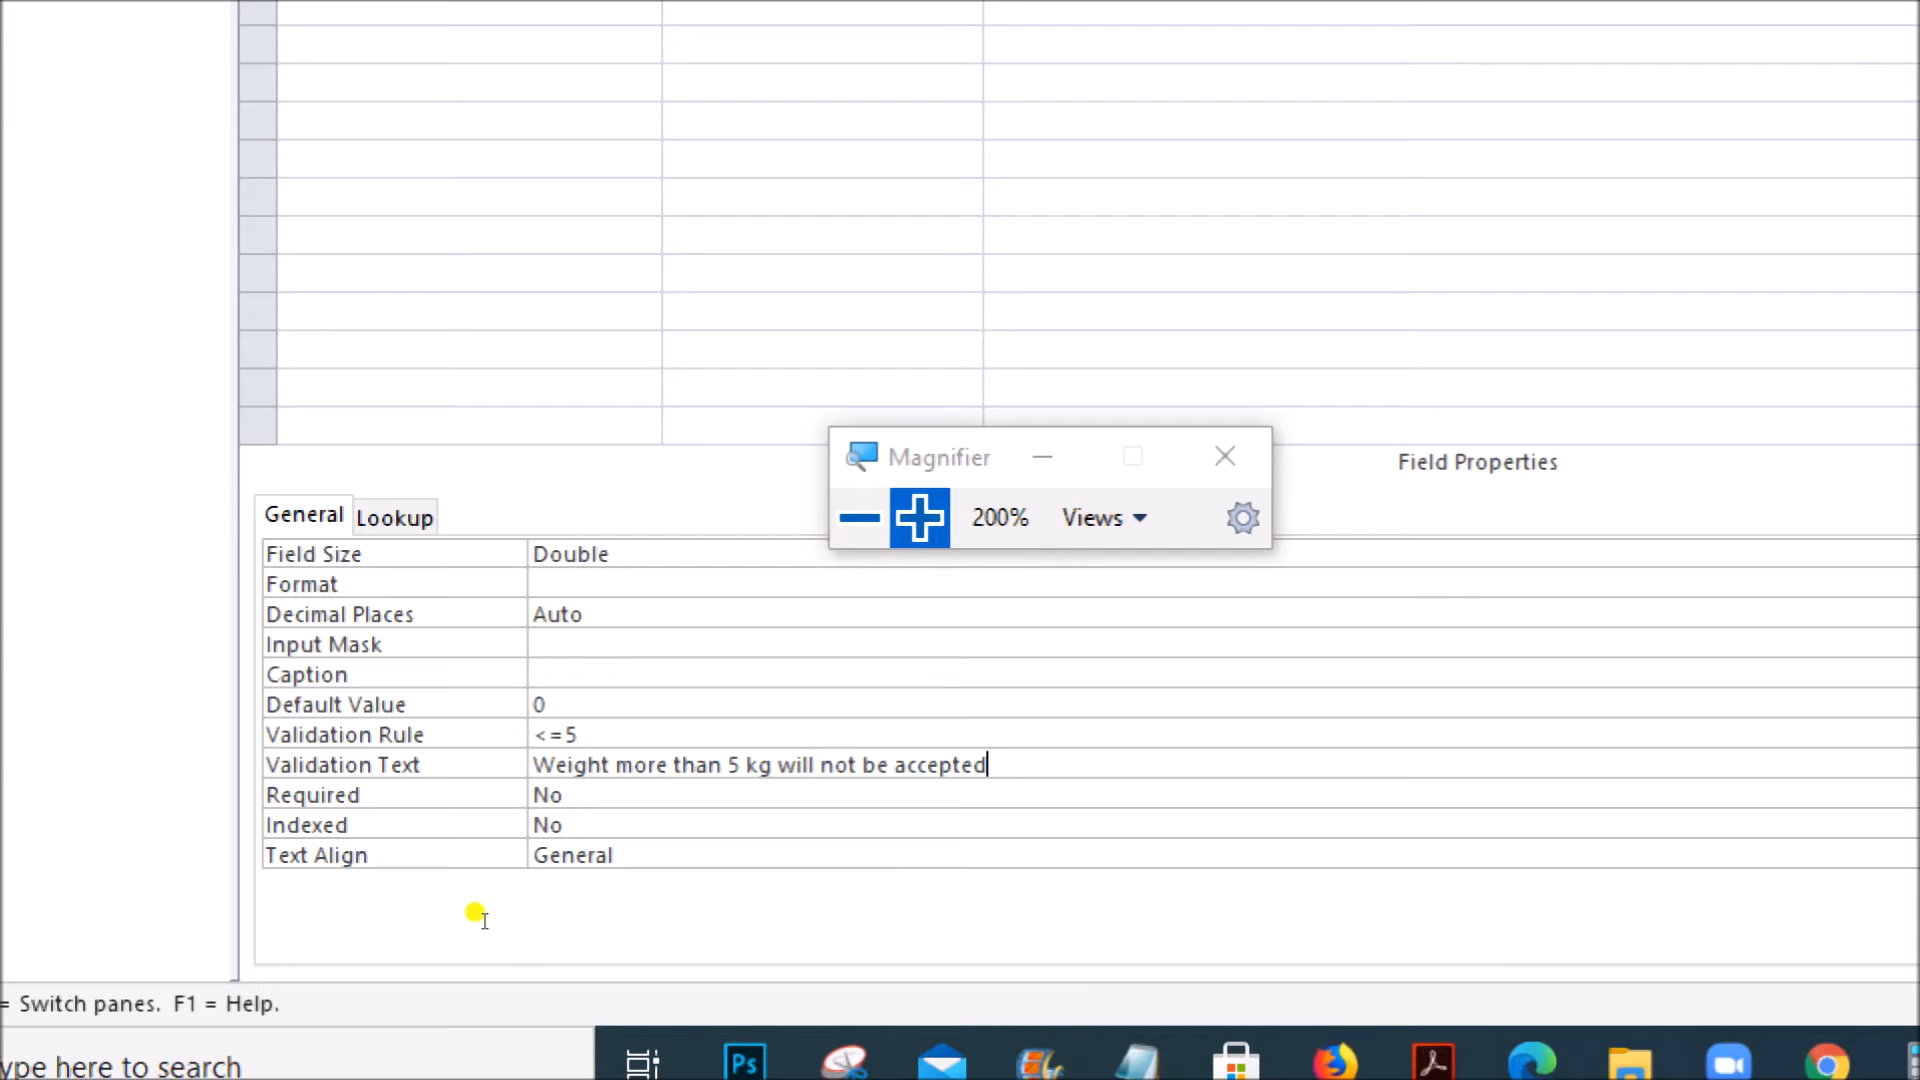 Magnifier
Field Properties
200% Views
General Lookup
Field Size Double
Format
Decimal Places Auto
Input Mask
Caption
Default Value 0
Validation Rule <=5
Validation Text Weight more than 5 kg will not be accepted
Required No
Indexed No
Text Align General
= Switch panes. F1 = Help.
ype here to search
Ps